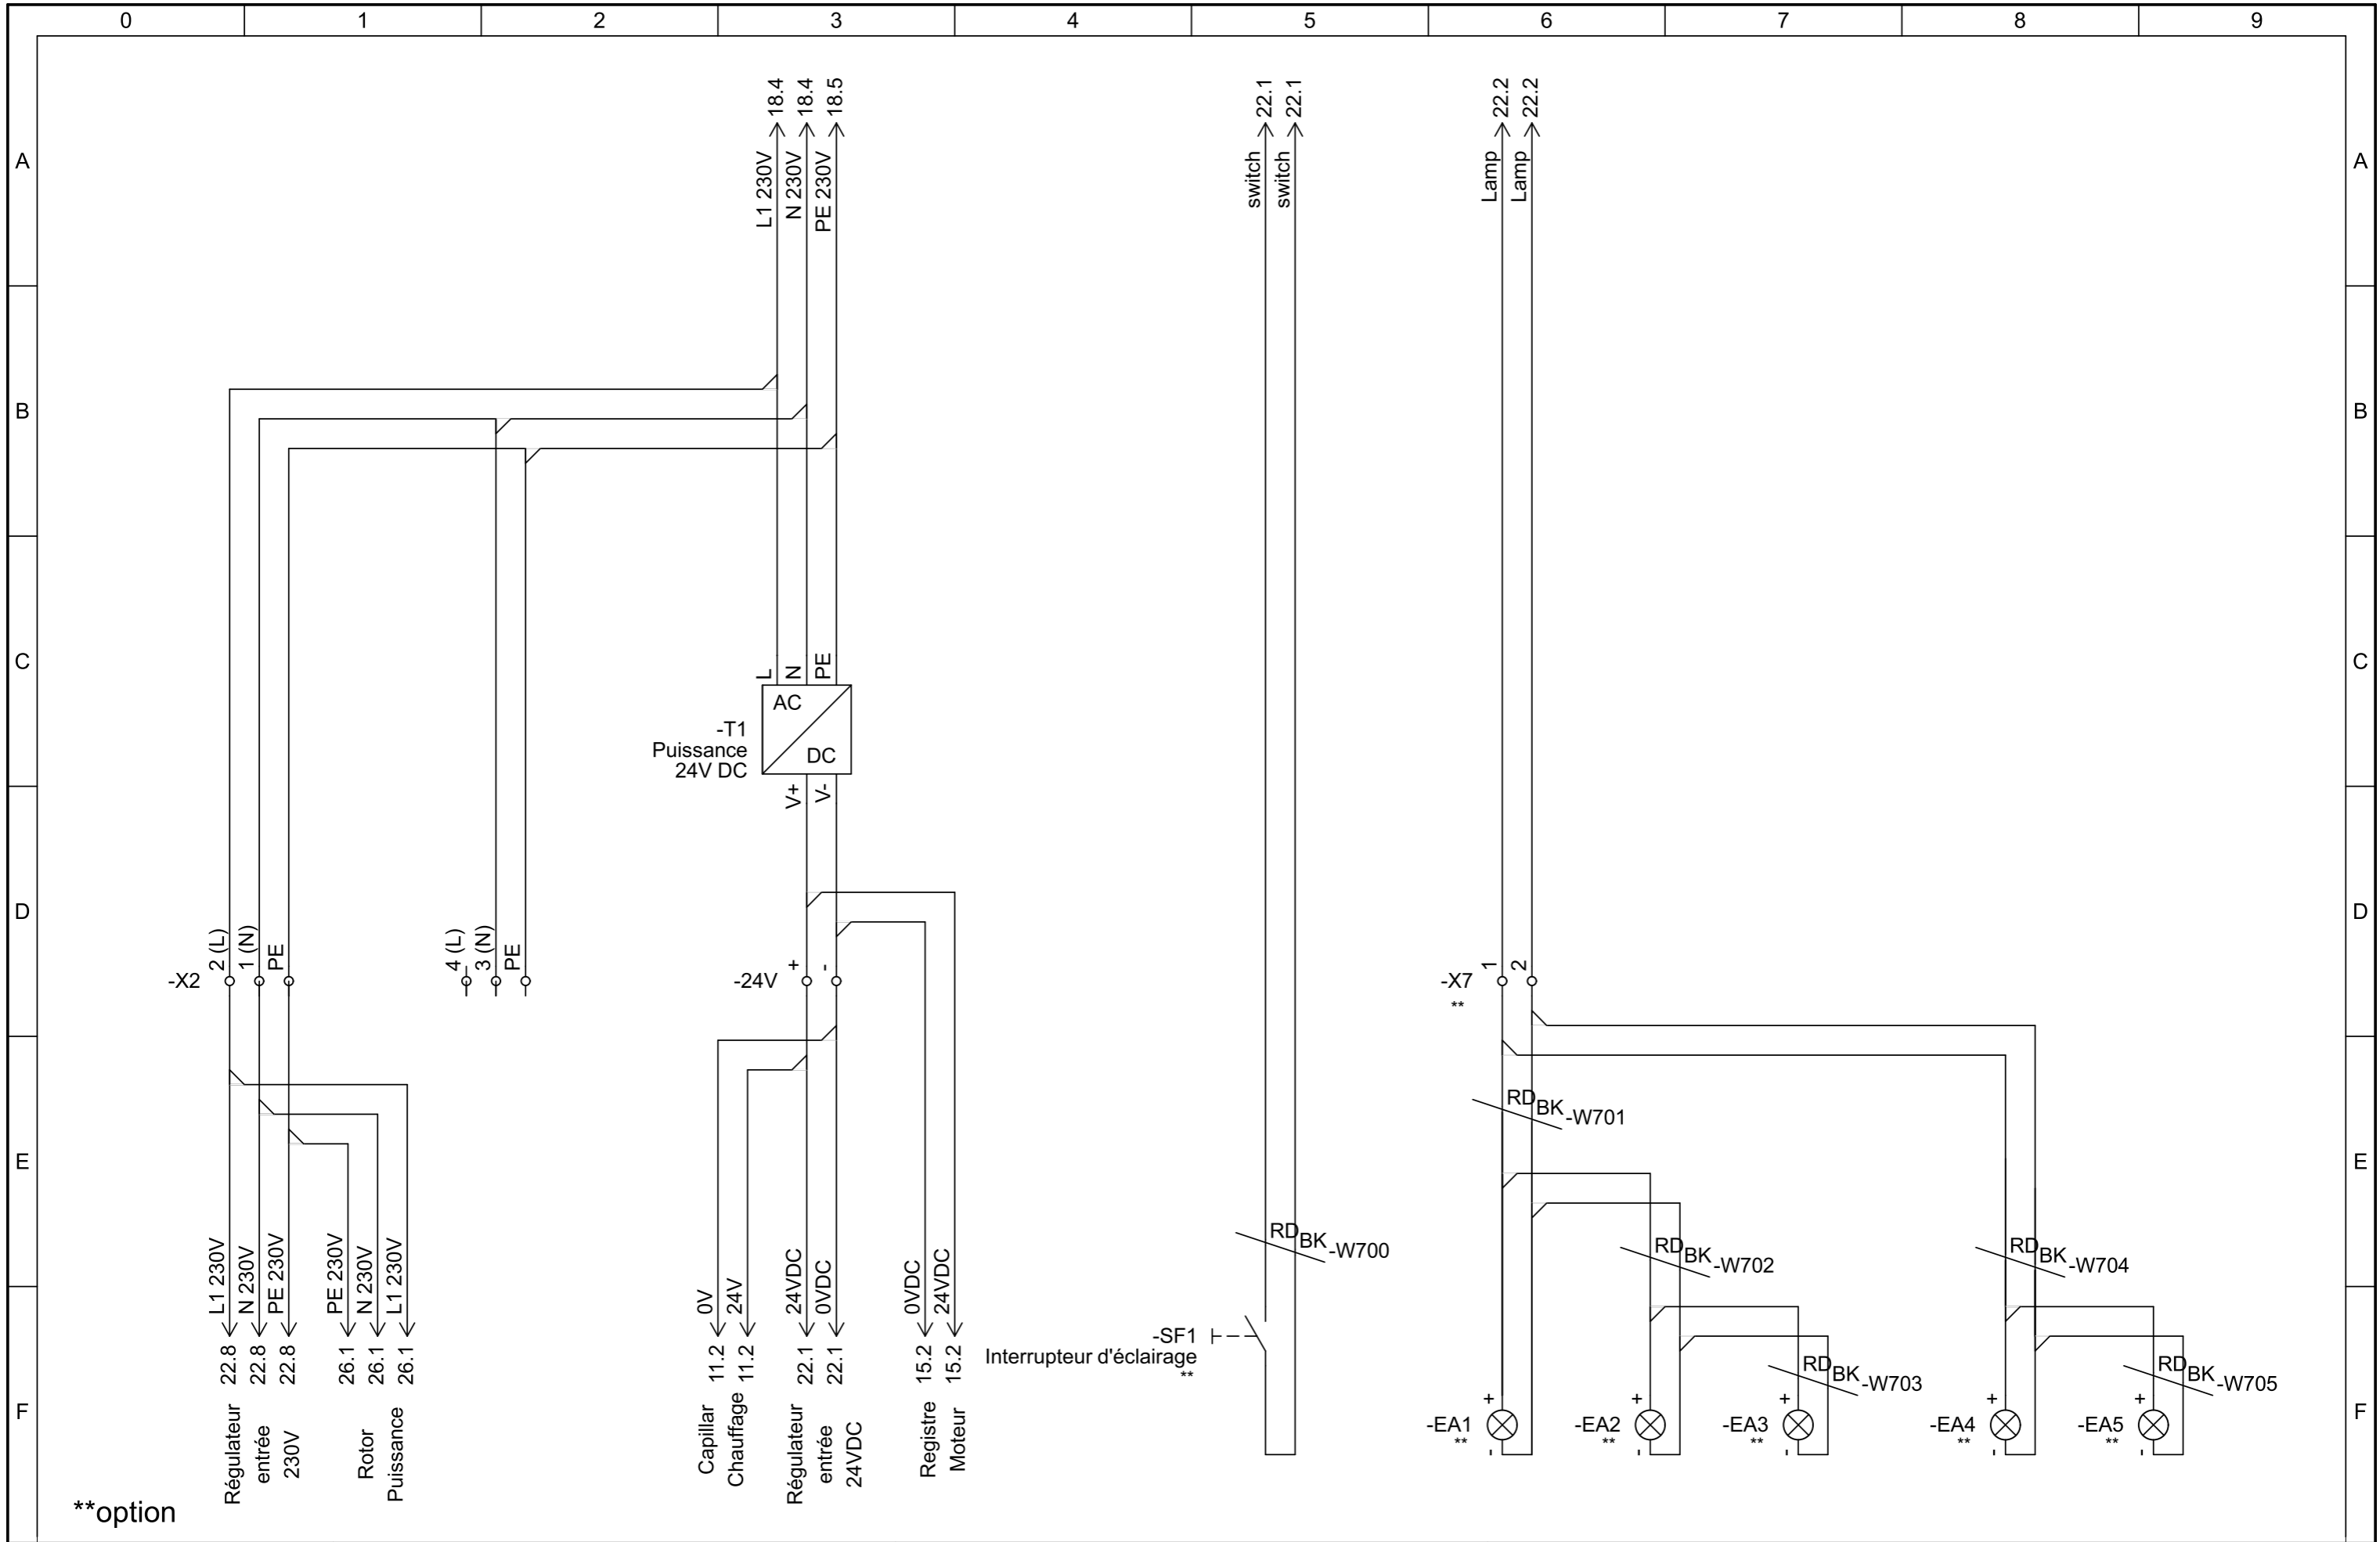 0 1 2 3 4 5 6 7 8 9
18.4
18.4
18.5
L1 230V
N 230V
PE 230V
22.1
22.1
switch
switch
22.2
22.2
Lamp
Lamp
A
A
B
B
C
C
L
N
PE
AC
DC
-T1
Puissance
24V DC
V+
V-
D
D
-X2
2 (L)
1 (N)
PE
4 (L)
3 (N)
PE
-24V
+
-
-X7
**
1
2
E
E
RD BK -W701
RD BK -W700
RD BK -W702
RD BK -W704
L1 230V
N 230V
PE 230V
PE 230V
N 230V
L1 230V
0V
24V
24VDC
0VDC
0VDC
24VDC
22.8
22.8
22.8
26.1
26.1
26.1
11.2
11.2
22.1
22.1
15.2
15.2
Régulateur
entrée
230V
Rotor
Puissance
Capillar
Chauffage
Régulateur
entrée
24VDC
Registre
Moteur
-SF1
Interrupteur d'éclairage
**
RD BK -W703
RD BK -W705
F
F
-EA1
**
+
-
-EA2
**
+
-
-EA3
**
+
-
-EA4
**
+
-
-EA5
**
+
-
**option